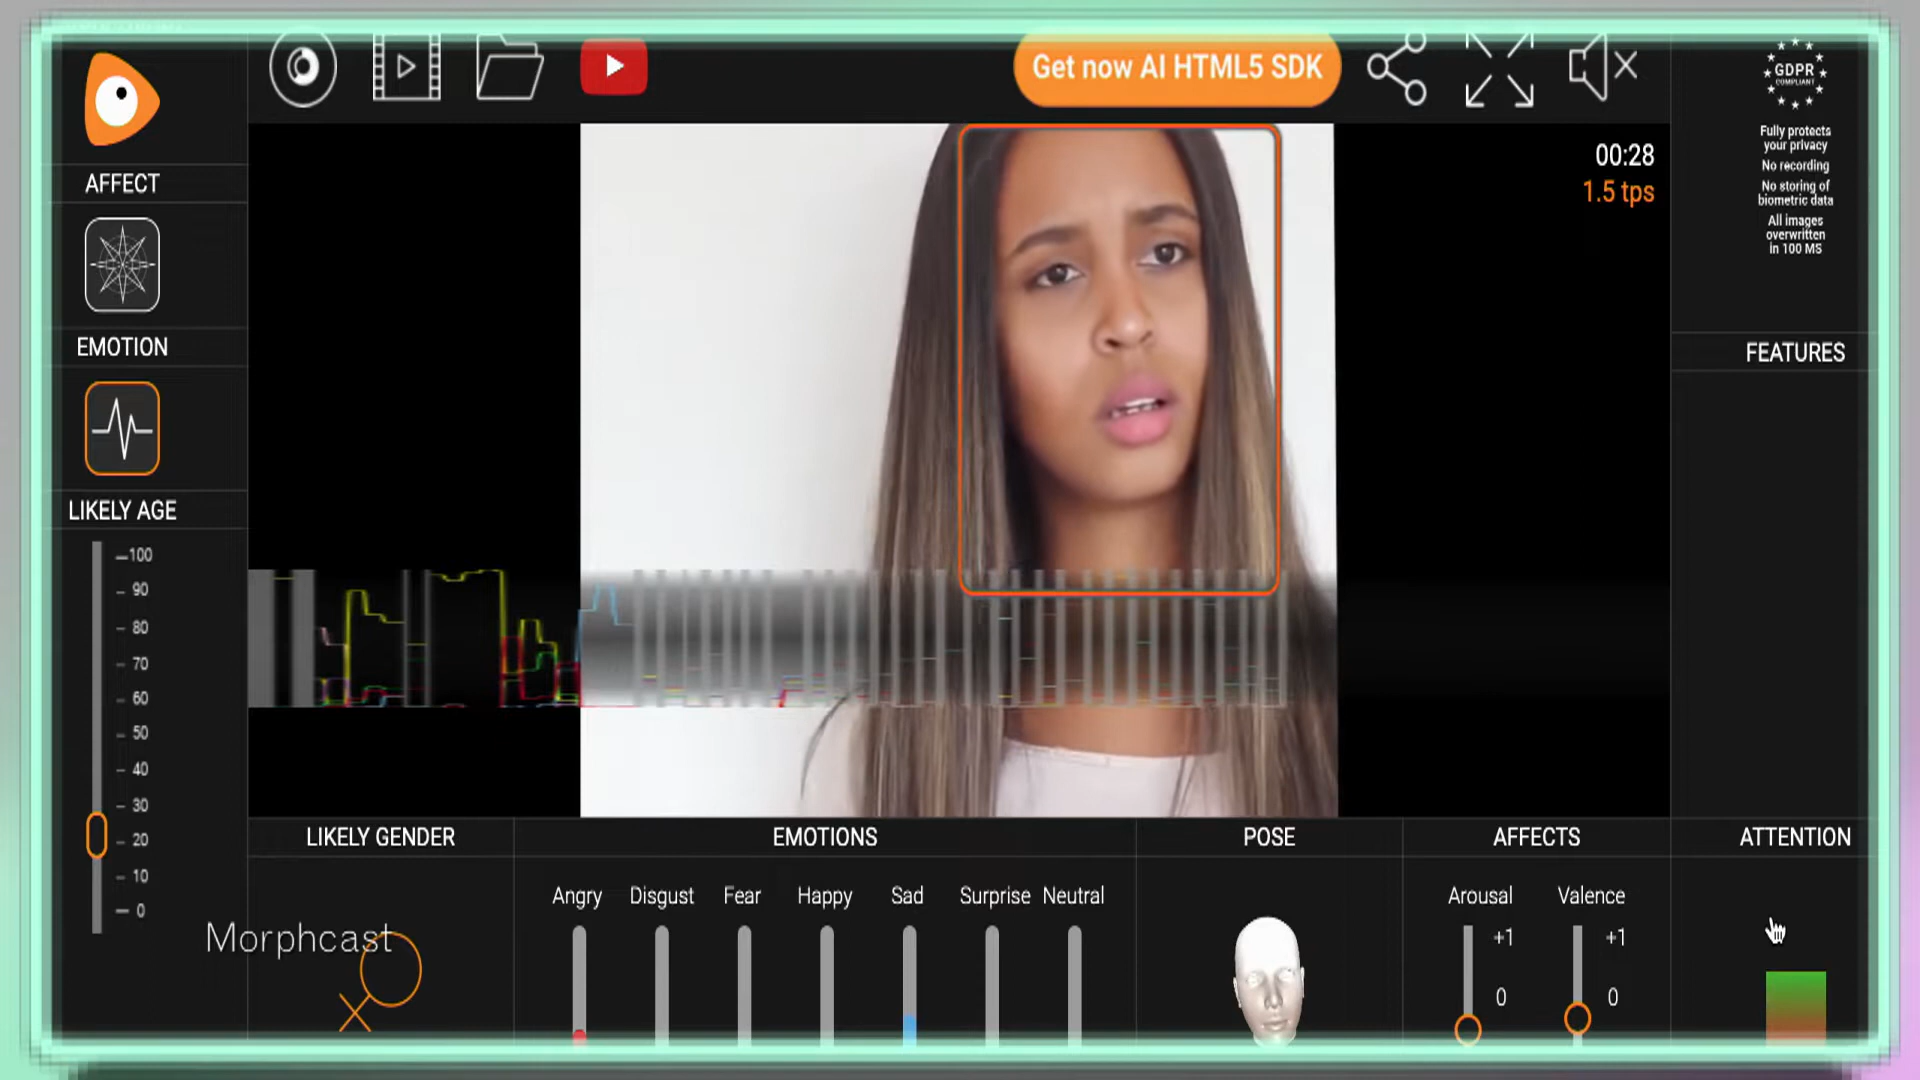 Get now AI HTML5 SDK
GDPR
COMPLIANT
Fully protects
your privacy
No recording
No storing of
biometric data
All images
overwritten
in 100 MS
00:28
1.5 tps
AFFECT
EMOTION
LIKELY AGE
100
90
80
70
60
50
40
30
20
10
0
FEATURES
LIKELY GENDER
EMOTIONS
POSE
AFFECTS
ATTENTION
Angry Disgust Fear Happy Sad Surprise Neutral
Arousal Valence
+1 +1
0 0
Morphcast